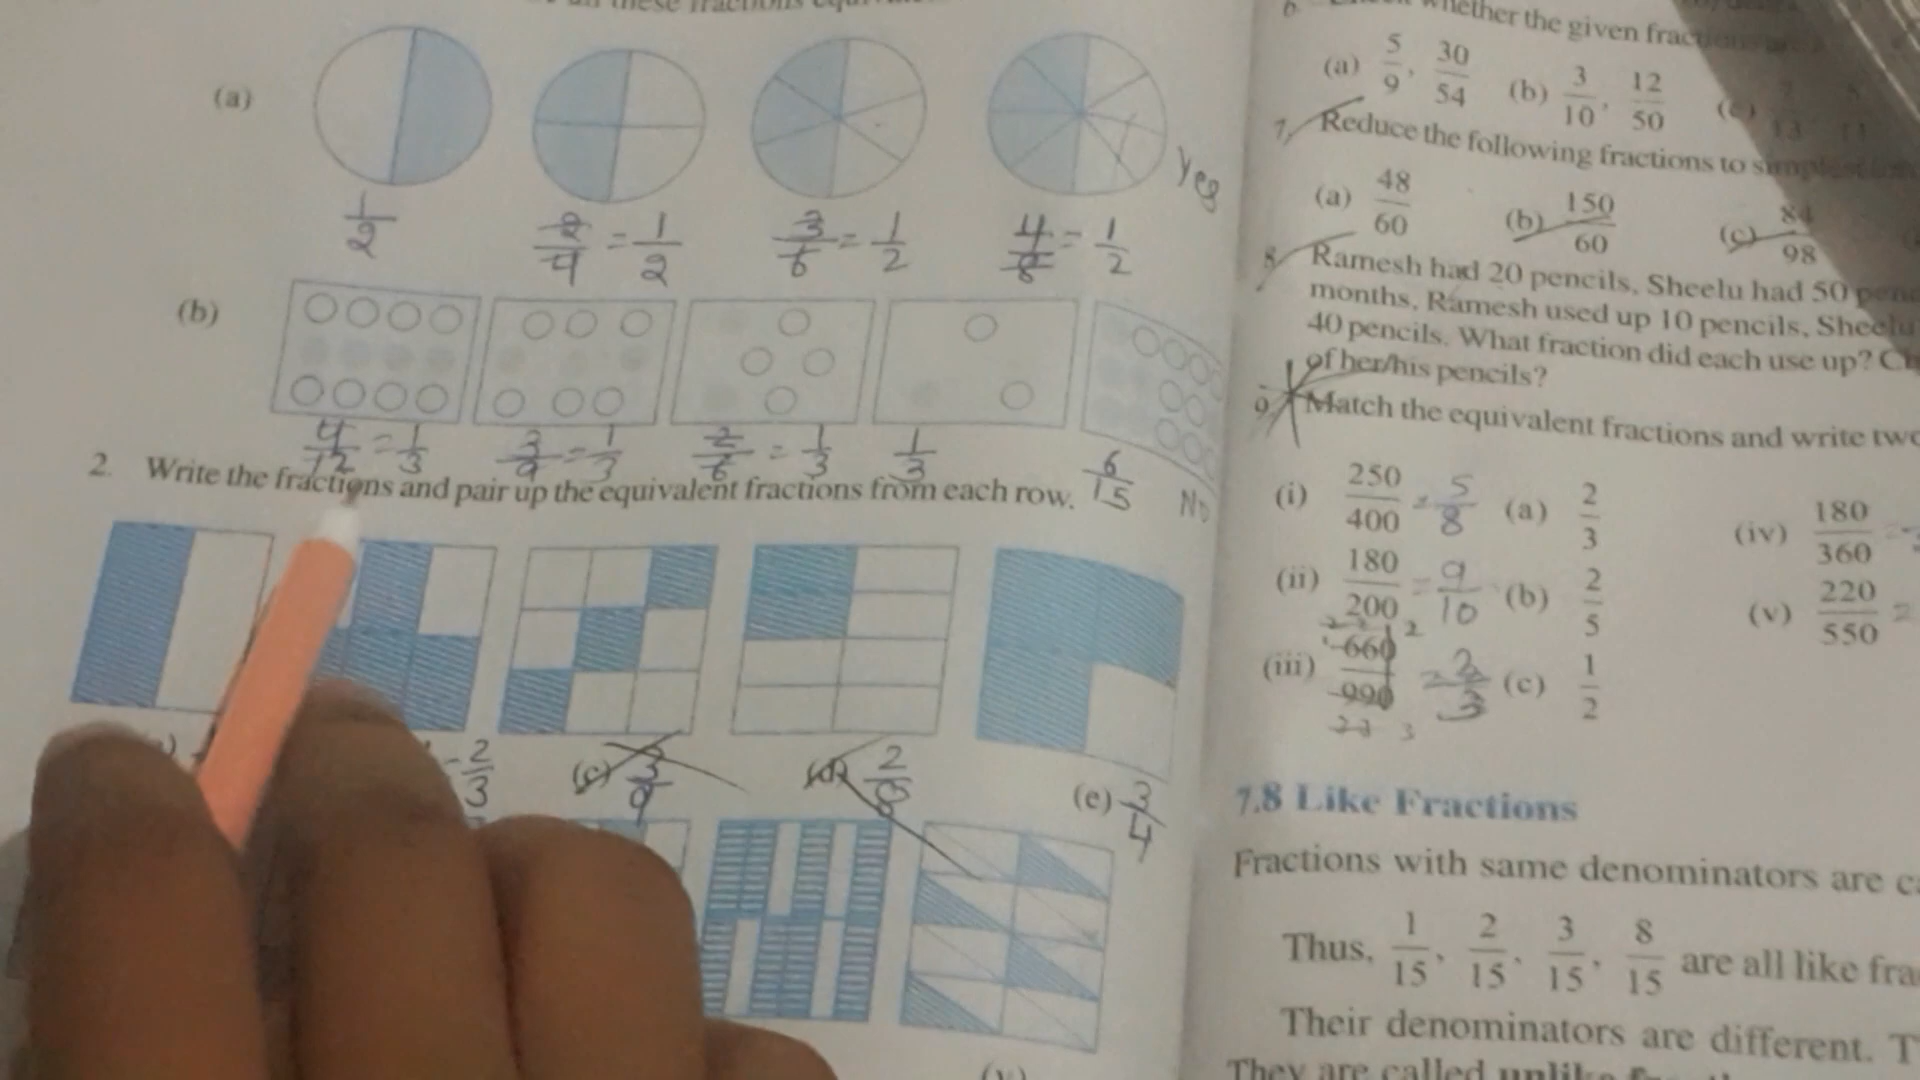 these fractions
(a)
1/2
2/4 = 1/2
3/6 = 1/2
4/8 = 1/2
Yes
(b)
4/12 = 1/3
3/9 = 1/3
2/6 = 1/3
1/3
6/15
No
2. Write the fractions and pair up the equivalent fractions from each row.
2/3
(c) 3/9
(d) 2/8
(e) 3/4
(v)
6. whether the given
(a) 5/9, 30/54 (b) 3/10, 12/50 (c)
7. Reduce the following fractions to
(a) 48/60 (b) 150/60 (c) 84/98
8. Ramesh had 20 pencils, Sheelu had 50
months, Ramesh used up 10 pencils, Sheelu
40 pencils. What fraction did each use up?
of her/his pencils?
9. Match the equivalent fractions and write
(i) 250/400 = 5/8 (a) 2/3 (iv) 180/360 =
(ii) 180/200 = 9/10 (b) 2/5 (v) 220/550 =
(iii) 660/990 = 2/3 (c) 1/2
7.8 Like Fractions
Fractions with same denominators are
Thus, 1/15, 2/15, 3/15, 8/15 are all like
Their denominators are different.
They are called unlike